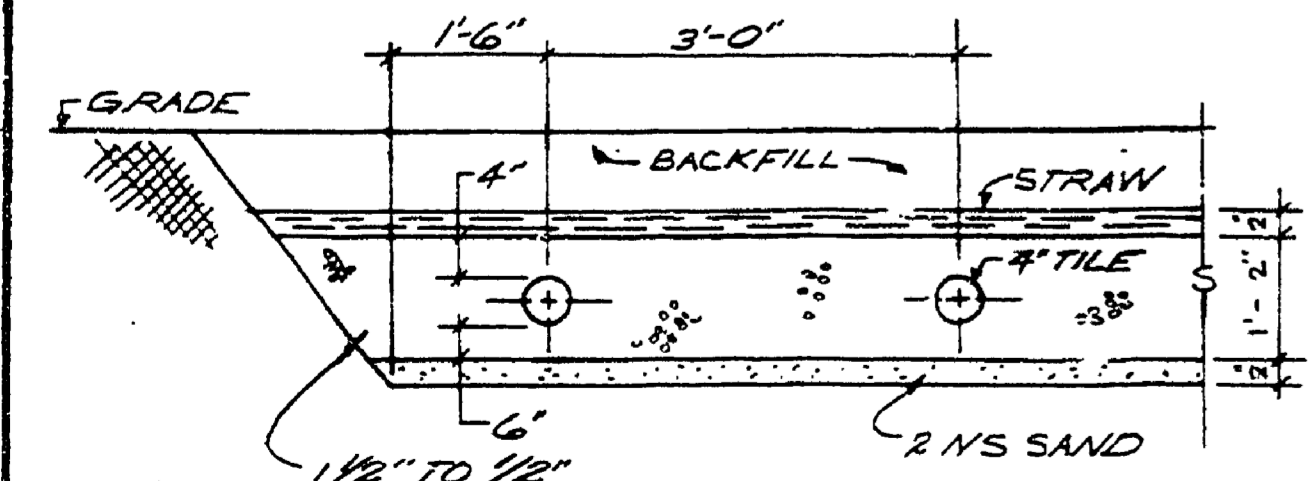 1'-6" 3'-0"
GRADE
BACKFILL
4"
STRAW
2"
4" TILE
1'-2"
2"
6"
2 NS SAND
1 1/2" TO 1/2"